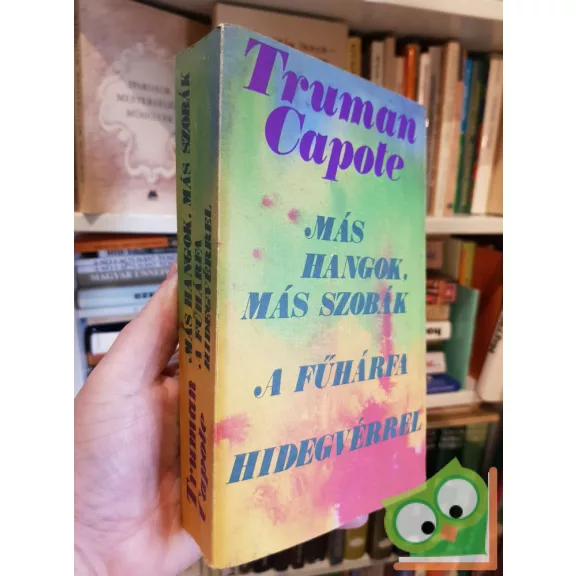 Truman
Capote
MÁS
HANGOK,
MÁS SZOBÁK
A FŰHÁRFA
HIDEGVÉRREL
Truman
Capote
MÁS HANGOK, MÁS SZOBÁK
A FŰHÁRFA
HIDEGVÉRREL